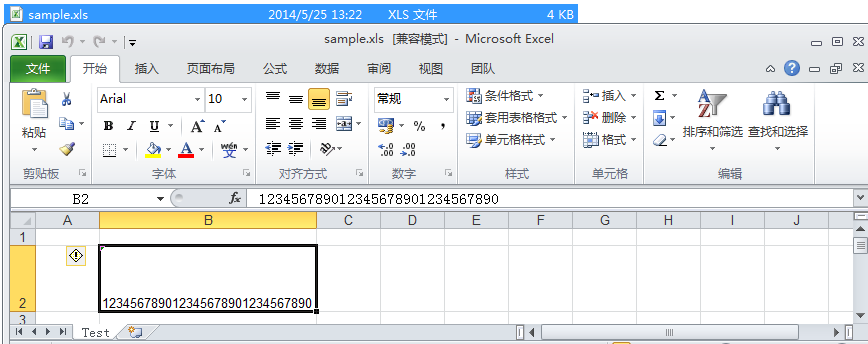 sample.xls 2014/5/25 13:22 XLS 文件 4 KB
sample.xls [兼容模式] - Microsoft Excel
文件 开始 插入 页面布局 公式 数据 审阅 视图 团队
Arial 10 常规 条件格式 插入 Σ
粘贴 B I U A A % , 套用表格格式 删除 排序和筛选 查找和选择
A wén 文 .00 .0 单元格样式 格式
剪贴板 字体 对齐方式 数字 样式 单元格 编辑
B2 fx 123456789012345678901234567890
A B C D E F G H I J
1
2 123456789012345678901234567890
3
Test